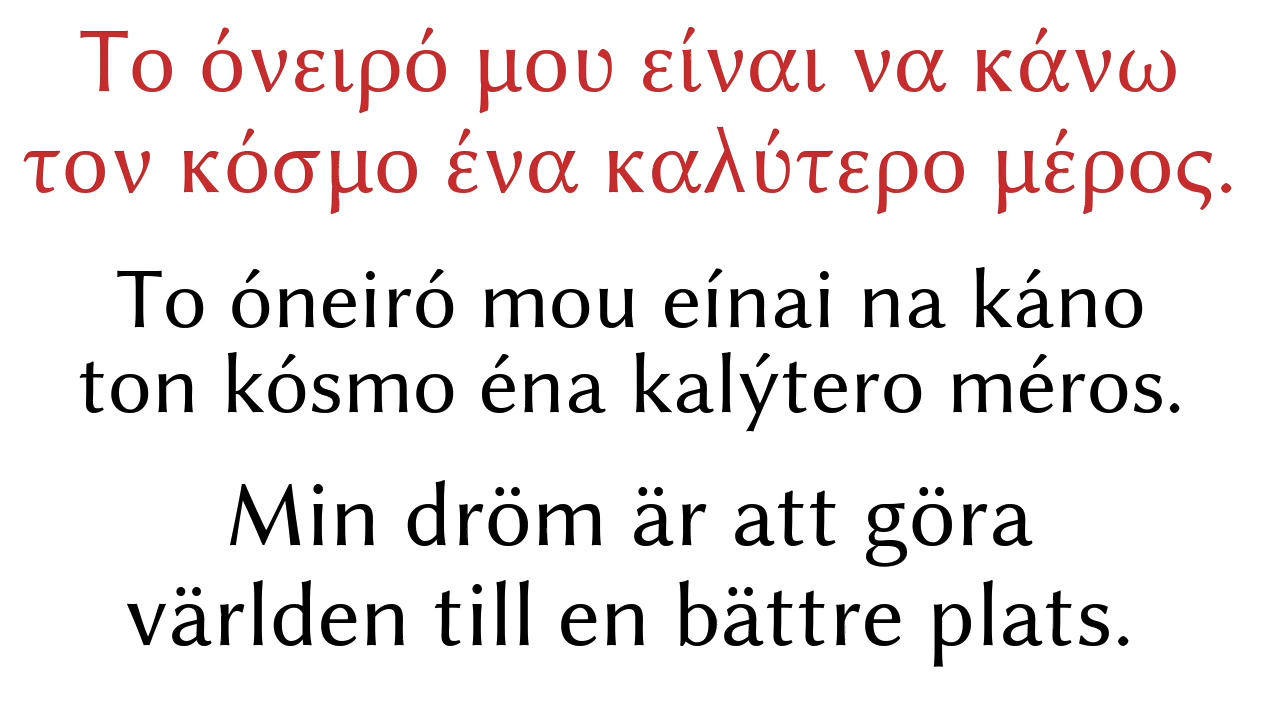 Το όνειρό μου είναι να κάνω
τον κόσμο ένα καλύτερο μέρος.
To óneiró mou eínai na káno
ton kósmo éna kalýtero méros.
Min dröm är att göra
världen till en bättre plats.